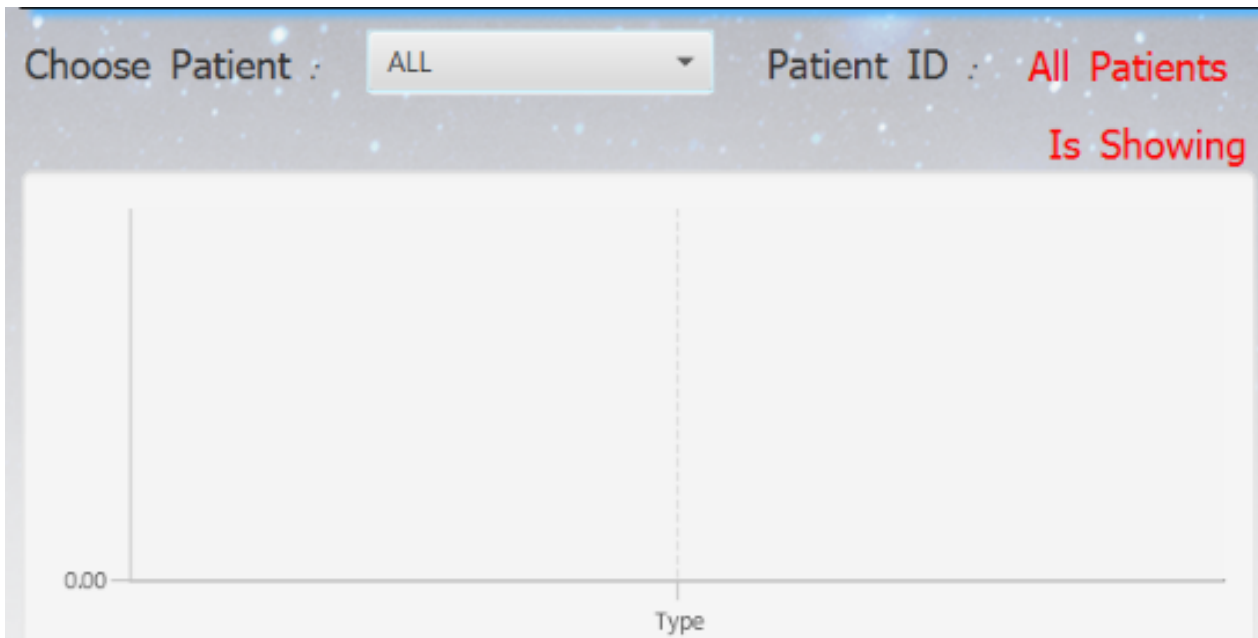 Choose Patient : ALL Patient ID : All Patients
Is Showing
0.00
Type